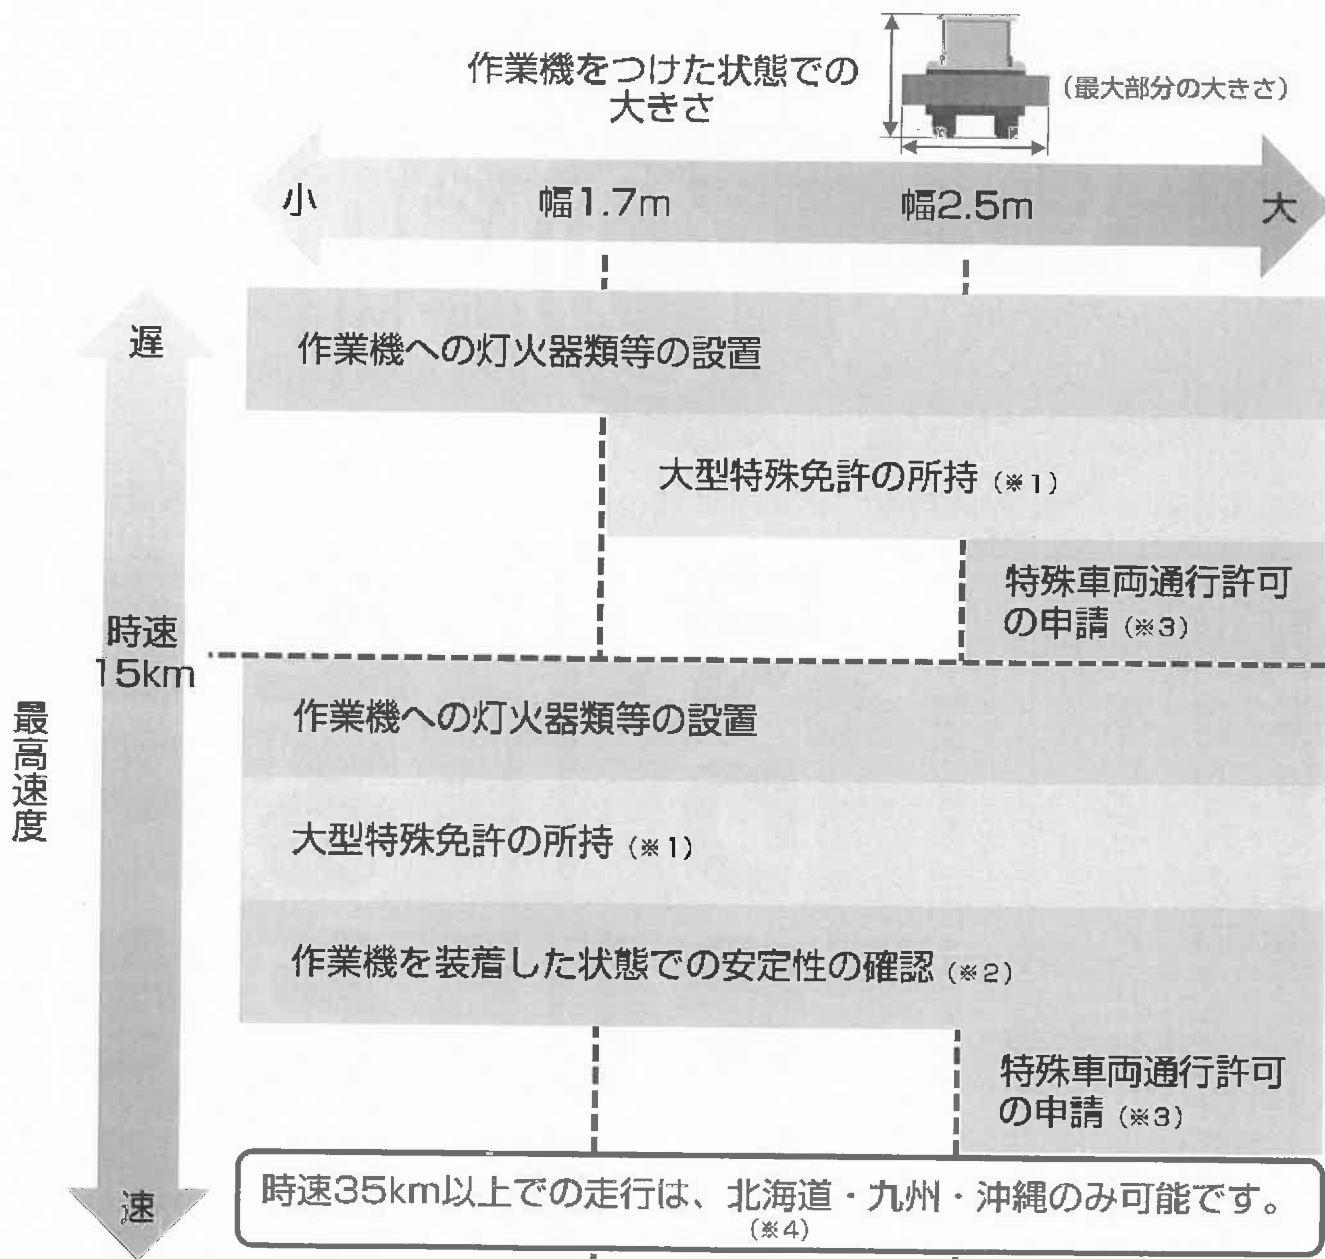 作業機をつけた状態での
大きさ
(最大部分の大きさ)
小
幅1.7m
幅2.5m
大
遅
作業機への灯火器類等の設置
大型特殊免許の所持 (※1)
特殊車両通行許可
の申請 (※3)
時速
15km
最高速度
作業機への灯火器類等の設置
大型特殊免許の所持 (※1)
作業機を装着した状態での安定性の確認 (※2)
特殊車両通行許可
の申請 (※3)
速
時速35km以上での走行は、北海道・九州・沖縄のみ可能です。
(※4)